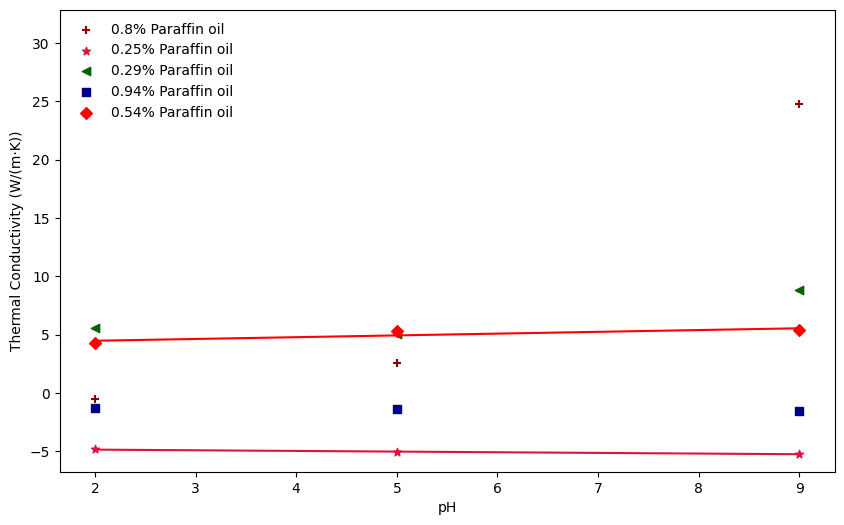 0.8% Paraffin oil
0.25% Paraffin oil
0.29% Paraffin oil
0.94% Paraffin oil
0.54% Paraffin oil
Thermal Conductivity (W/(m·K))
30
25
20
15
10
5
0
−5
2 3 4 5 6 7 8 9
pH